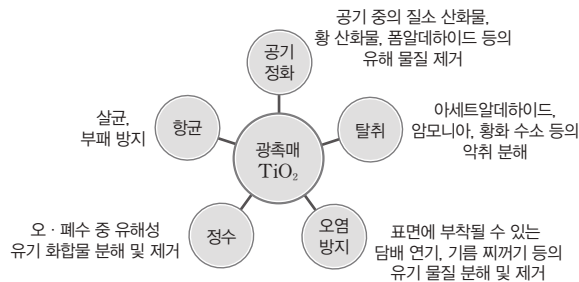 공기 중의 질소 산화물,
황 산화물, 폼알데하이드 등의
유해 물질 제거
공기
정화
살균,
부패 방지
항균
광촉매
TiO₂
탈취
아세트알데하이드,
암모니아, 황화 수소 등의
악취 분해
오 · 폐수 중 유해성
유기 화합물 분해 및 제거
정수
오염
방지
표면에 부착될 수 있는
담배 연기, 기름 찌꺼기 등의
유기 물질 분해 및 제거